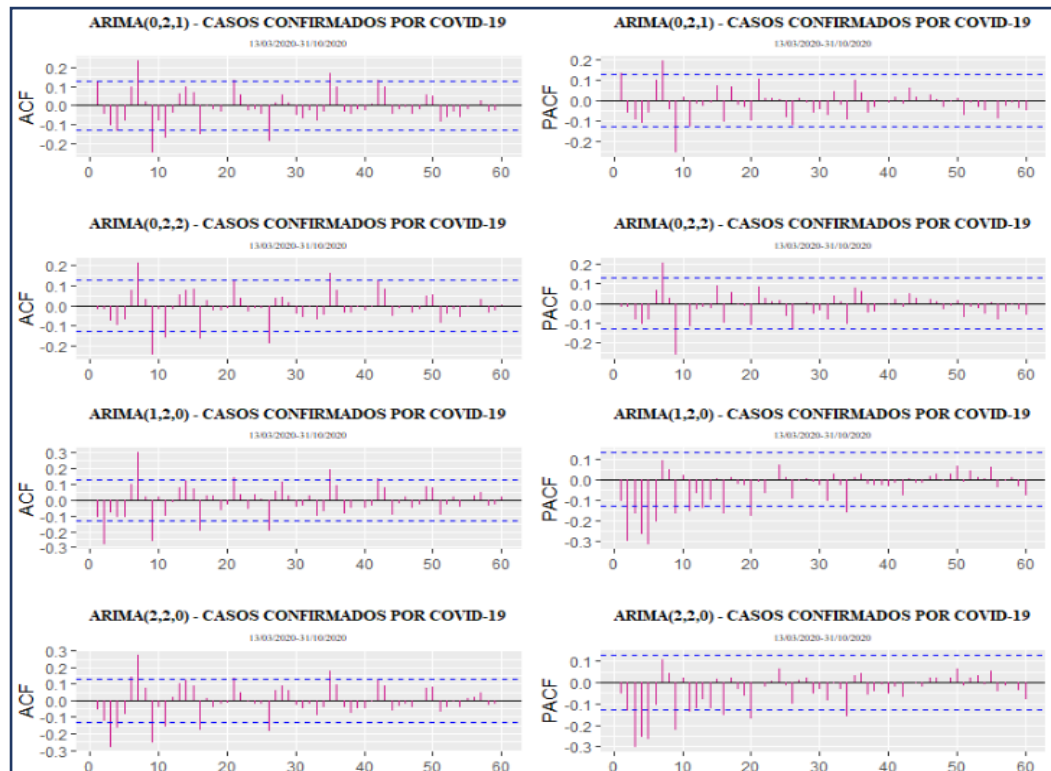 ARIMA(0,2,1) - CASOS CONFIRMADOS POR COVID-19
13/03/2020-31/10/2020
ACF
0.2
0.1
0.0
-0.1
-0.2
0 10 20 30 40 50 60
ARIMA(0,2,1) - CASOS CONFIRMADOS POR COVID-19
13/03/2020-31/10/2020
PACF
0.2
0.1
0.0
-0.1
-0.2
0 10 20 30 40 50 60
ARIMA(0,2,2) - CASOS CONFIRMADOS POR COVID-19
13/03/2020-31/10/2020
ACF
0.2
0.1
0.0
-0.1
-0.2
0 10 20 30 40 50 60
ARIMA(0,2,2) - CASOS CONFIRMADOS POR COVID-19
13/03/2020-31/10/2020
PACF
0.2
0.1
0.0
-0.1
-0.2
0 10 20 30 40 50 60
ARIMA(1,2,0) - CASOS CONFIRMADOS POR COVID-19
13/03/2020-31/10/2020
ACF
0.3
0.2
0.1
0.0
-0.1
-0.2
-0.3
0 10 20 30 40 50 60
ARIMA(1,2,0) - CASOS CONFIRMADOS POR COVID-19
13/03/2020-31/10/2020
PACF
0.1
0.0
-0.1
-0.2
-0.3
0 10 20 30 40 50 60
ARIMA(2,2,0) - CASOS CONFIRMADOS POR COVID-19
13/03/2020-31/10/2020
ACF
0.3
0.2
0.1
0.0
-0.1
-0.2
-0.3
0 10 20 30 40 50 60
ARIMA(2,2,0) - CASOS CONFIRMADOS POR COVID-19
13/03/2020-31/10/2020
PACF
0.1
0.0
-0.1
-0.2
-0.3
0 10 20 30 40 50 60